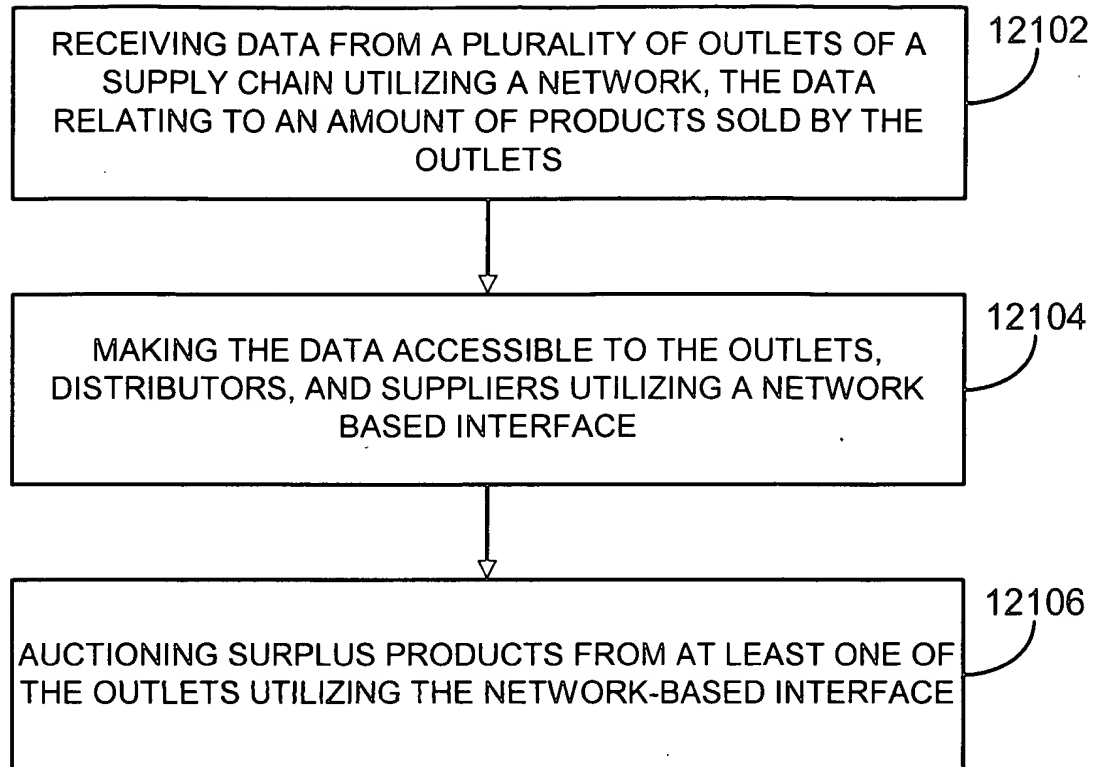 RECEIVING DATA FROM A PLURALITY OF OUTLETS OF A
SUPPLY CHAIN UTILIZING A NETWORK, THE DATA
RELATING TO AN AMOUNT OF PRODUCTS SOLD BY THE
OUTLETS
12102
MAKING THE DATA ACCESSIBLE TO THE OUTLETS,
DISTRIBUTORS, AND SUPPLIERS UTILIZING A NETWORK
BASED INTERFACE
12104
AUCTIONING SURPLUS PRODUCTS FROM AT LEAST ONE OF
THE OUTLETS UTILIZING THE NETWORK-BASED INTERFACE
12106